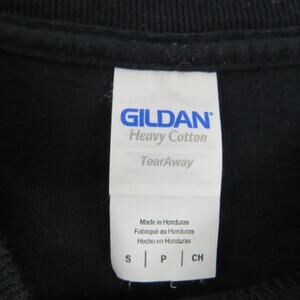 GILDAN®
Heavy Cotton
TearAway
Made in Honduras
Fabriqué au Honduras
Hecho en Honduras
S | P | CH